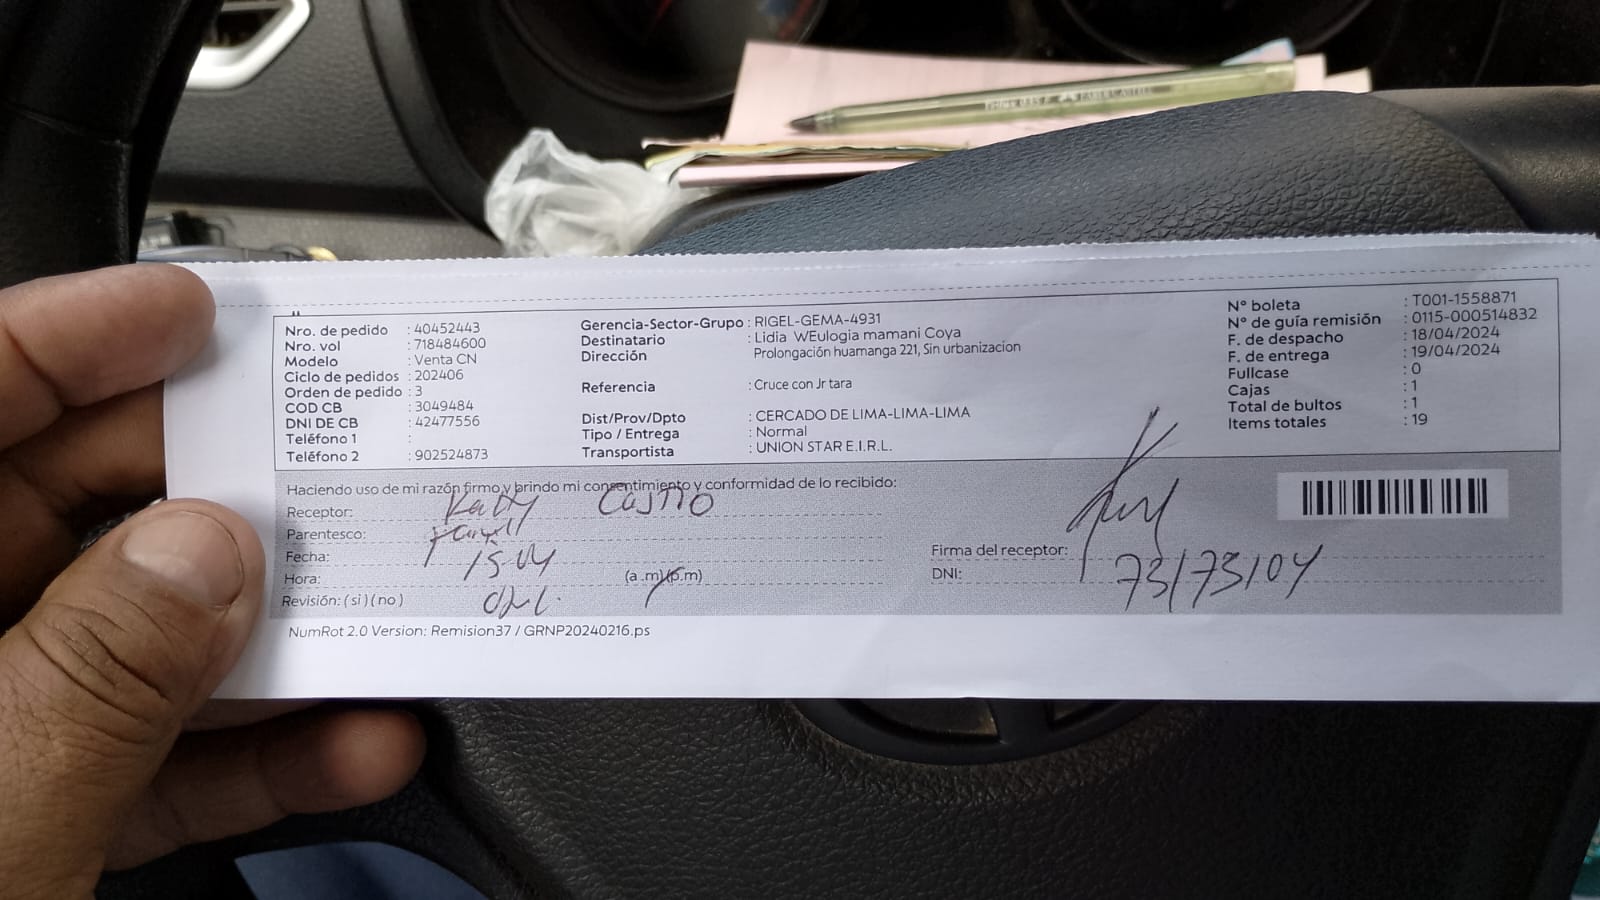 Nro. de pedido : 40452443
Nro. vol : 718484600
Modelo : Venta CN
Ciclo de pedidos : 202406
Orden de pedido : 3
COD CB : 3049484
DNI DE CB : 42477556
Teléfono 1 :
Teléfono 2 : 902524873
Gerencia-Sector-Grupo : RIGEL-GEMA-4931
Destinatario : Lidia WEulogia mamani Coya
Dirección Prolongación huamanga 221, Sin urbanizacion
Referencia : Cruce con Jr tara
Dist/Prov/Dpto : CERCADO DE LIMA-LIMA-LIMA
Tipo / Entrega : Normal
Transportista : UNION STAR E.I.R.L.
Nº boleta : T001-1558871
Nº de guía remisión : 0115-000514832
F. de despacho : 18/04/2024
F. de entrega : 19/04/2024
Fullcase : 0
Cajas : 1
Total de bultos : 1
Items totales : 19
Haciendo uso de mi razón firmo y brindo mi consentimiento y conformidad de lo recibido:
Receptor: Katty Castro
Parentesco:
Fecha:
Hora: (a.m)(p.m)
Revisión: (si) (no)
Firma del receptor:
DNI: 73173104
NumRot 2.0 Version: Remision37 / GRNP20240216.ps
FABER CASTELL